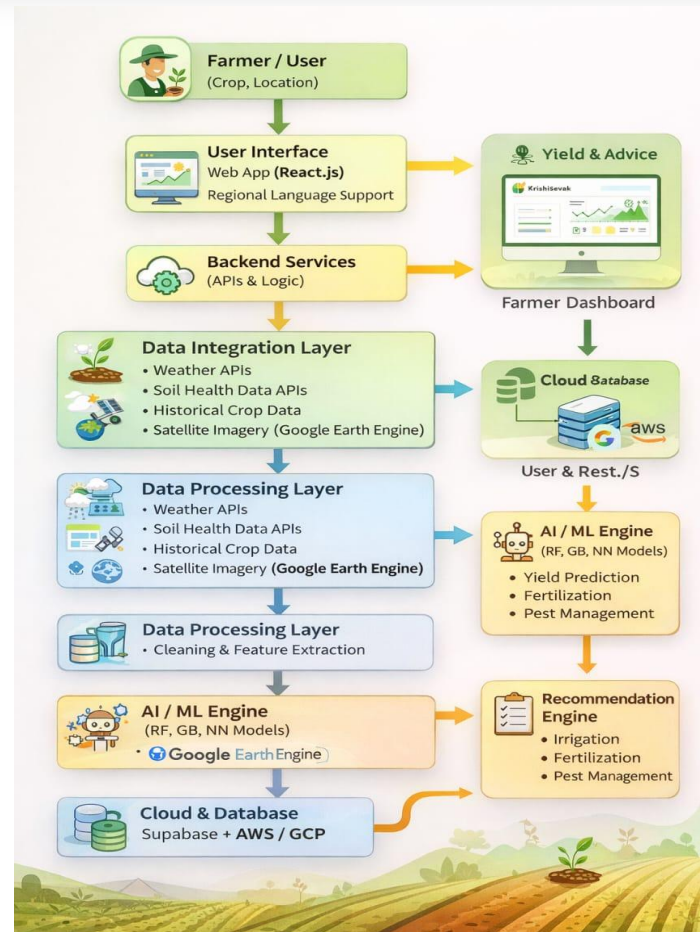 Farmer / User
(Crop, Location)
User Interface
Web App (React.js)
Regional Language Support
Backend Services
(APIs & Logic)
Data Integration Layer
• Weather APIs
• Soil Health Data APIs
• Historical Crop Data
• Satellite Imagery (Google Earth Engine)
Data Processing Layer
• Weather APIs
• Soil Health Data APIs
• Historical Crop Data
• Satellite Imagery (Google Earth Engine)
Data Processing Layer
• Cleaning & Feature Extraction
AI / ML Engine
(RF, GB, NN Models)
• Google EarthEngine
Cloud & Database
Supabase + AWS / GCP
Yield & Advice
KrishiSevak
Farmer Dashboard
Cloud Batabase
G
aws
User & Rest./S
AI / ML Engine
(RF, GB, NN Models)
• Yield Prediction
• Fertilization
• Pest Management
Recommendation
Engine
• Irrigation
• Fertilization
• Pest Management